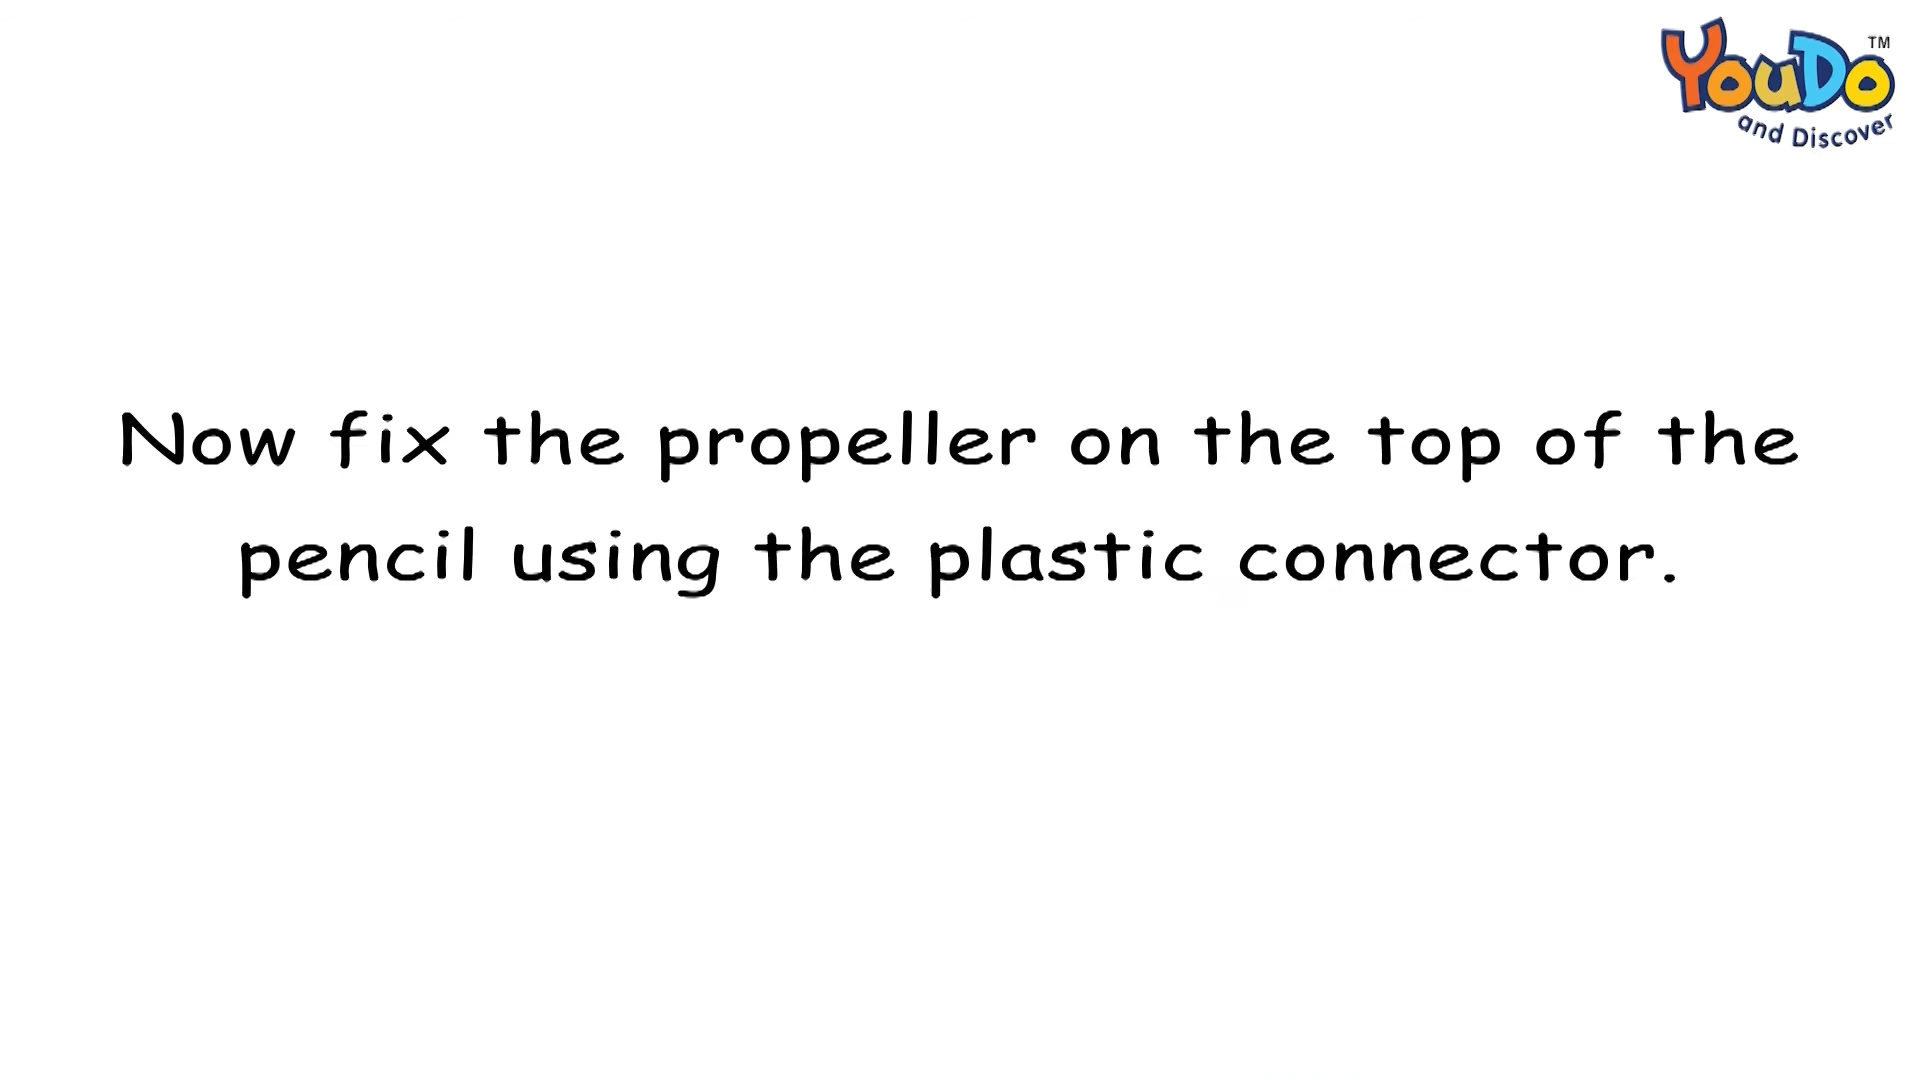 YouDo™
and Discover
Now fix the propeller on the top of the
pencil using the plastic connector.